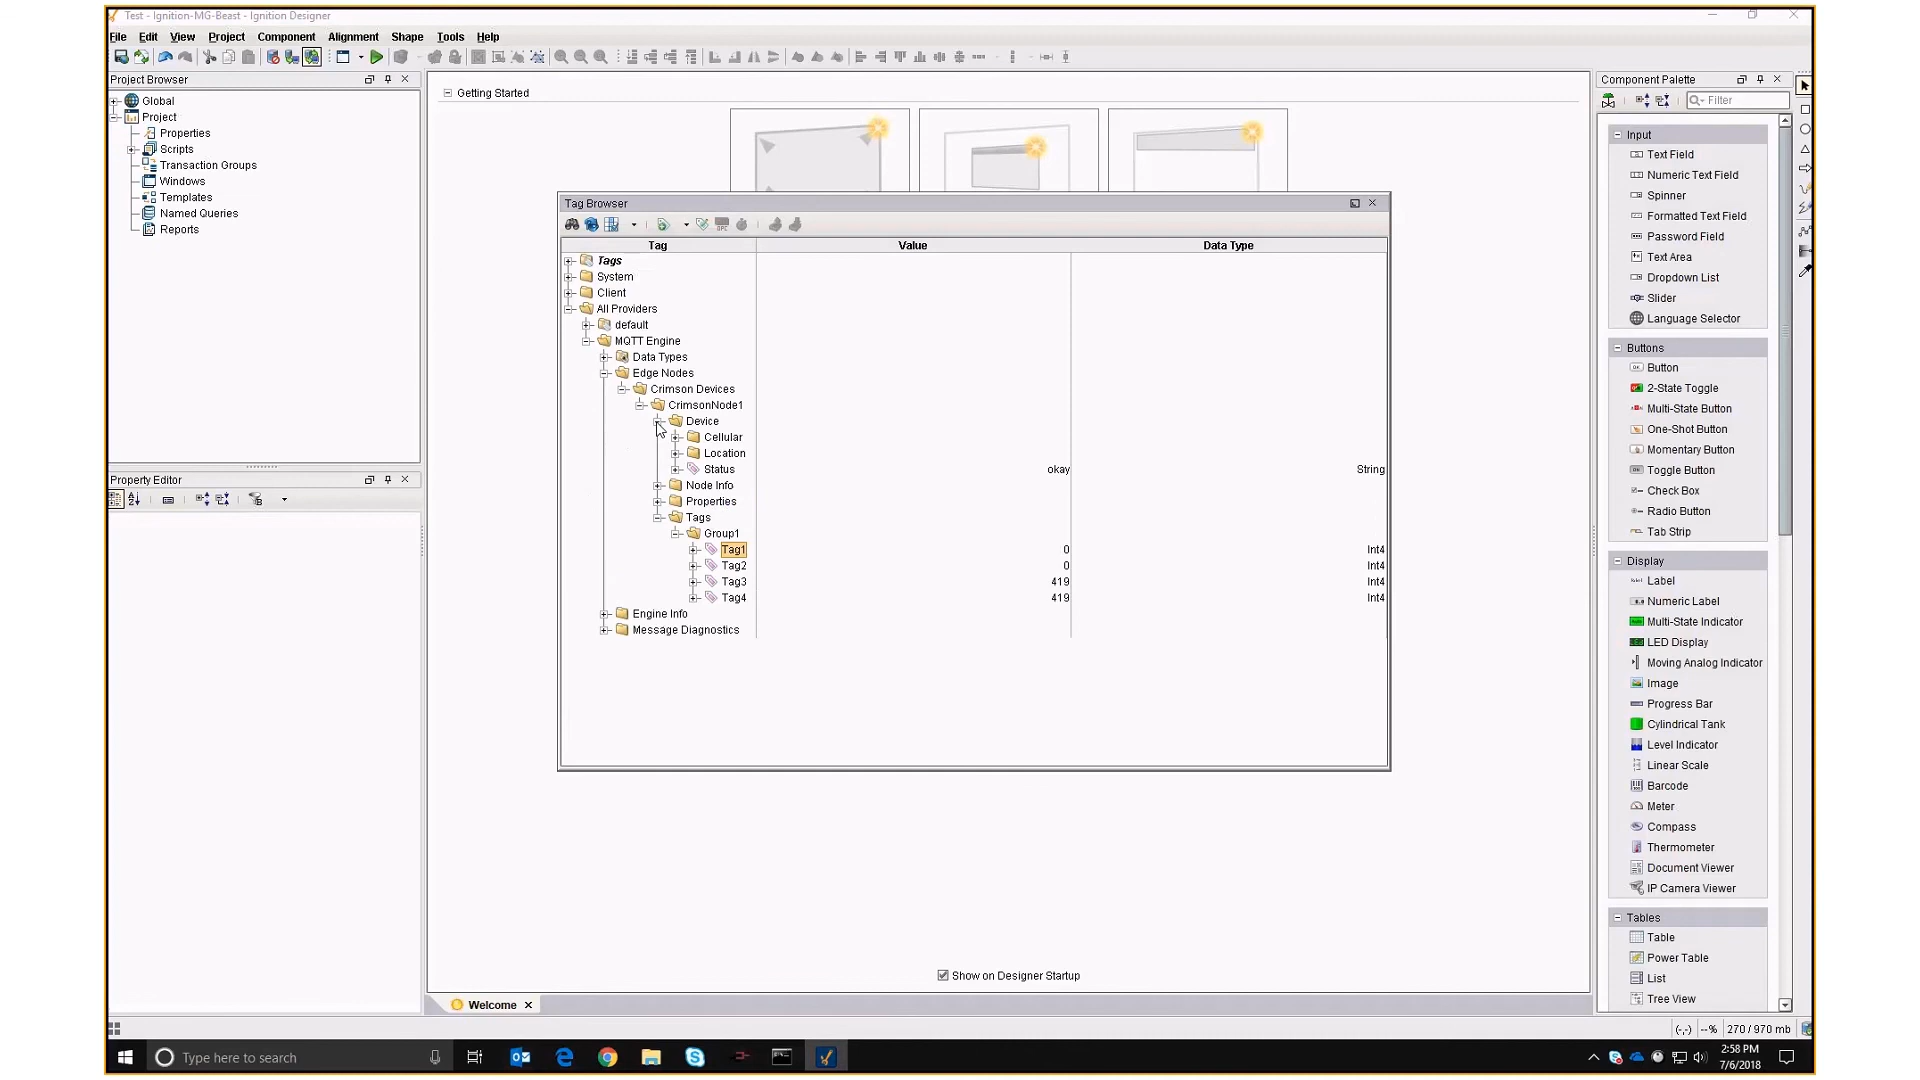 Test - Ignition-MG-Beast - Ignition Designer
File Edit View Project Component Alignment Shape Tools Help
Project Browser
Global
Project
Properties
Scripts
Transaction Groups
Windows
Templates
Named Queries
Reports
Property Editor
Getting Started
Tag Browser
Tag Value Data Type
Tags
System
Client
All Providers
default
MQTT Engine
Data Types
Edge Nodes
Crimson Devices
CrimsonNode1
Device
Cellular
Location
Status okay String
Node Info
Properties
Tags
Group1
Tag1 0 Int4
Tag2 0 Int4
Tag3 419 Int4
Tag4 419 Int4
Engine Info
Message Diagnostics
Show on Designer Startup
Welcome
Component Palette
Filter
Input
Text Field
Numeric Text Field
Spinner
Formatted Text Field
Password Field
Text Area
Dropdown List
Slider
Language Selector
Buttons
Button
2-State Toggle
Multi-State Button
One-Shot Button
Momentary Button
Toggle Button
Check Box
Radio Button
Tab Strip
Display
Label
Numeric Label
Multi-State Indicator
LED Display
Moving Analog Indicator
Image
Progress Bar
Cylindrical Tank
Level Indicator
Linear Scale
Barcode
Meter
Compass
Thermometer
Document Viewer
IP Camera Viewer
Tables
Table
Power Table
List
Tree View
(-,-) --% 270 / 970 mb
Type here to search
2:58 PM
7/6/2018